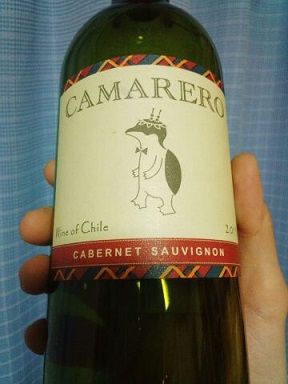 CAMARERO
Wine of Chile
CABERNET SAUVIGNON